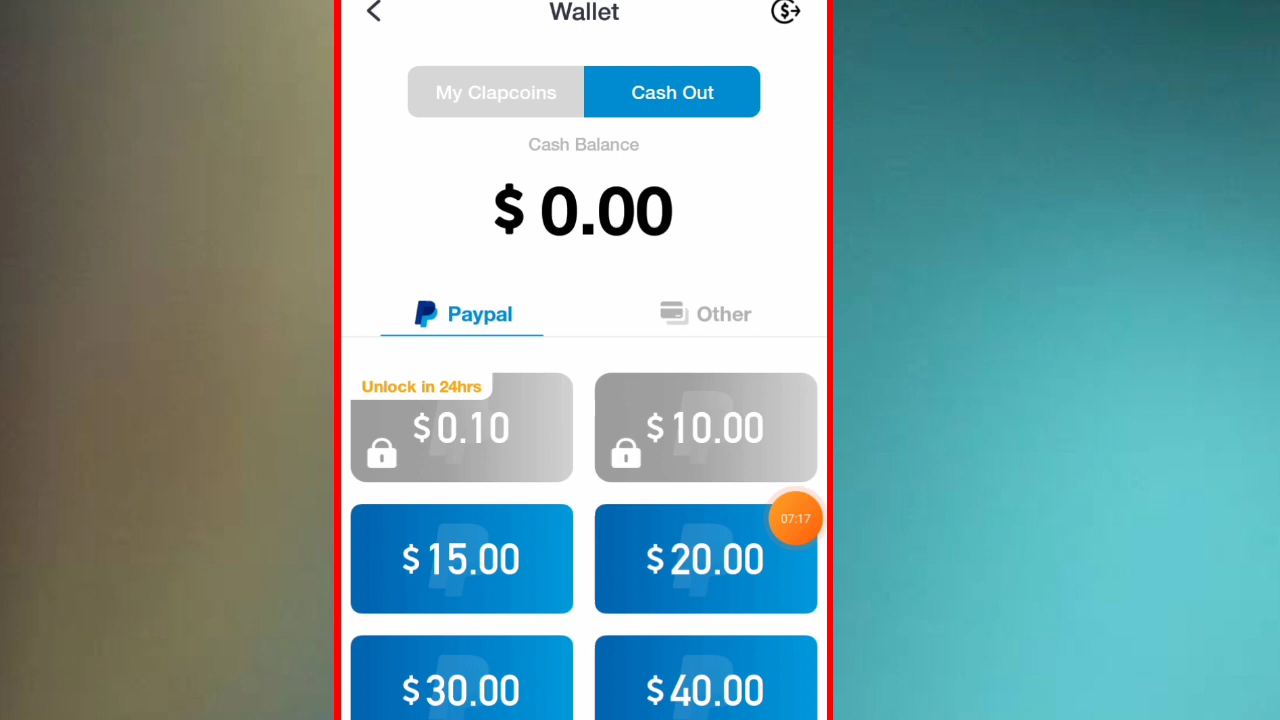 Wallet
My Clapcoins
Cash Out
Cash Balance
$ 0.00
Paypal
Other
Unlock in 24hrs
$0.10
$10.00
$15.00
$20.00
07:17
$30.00
$40.00